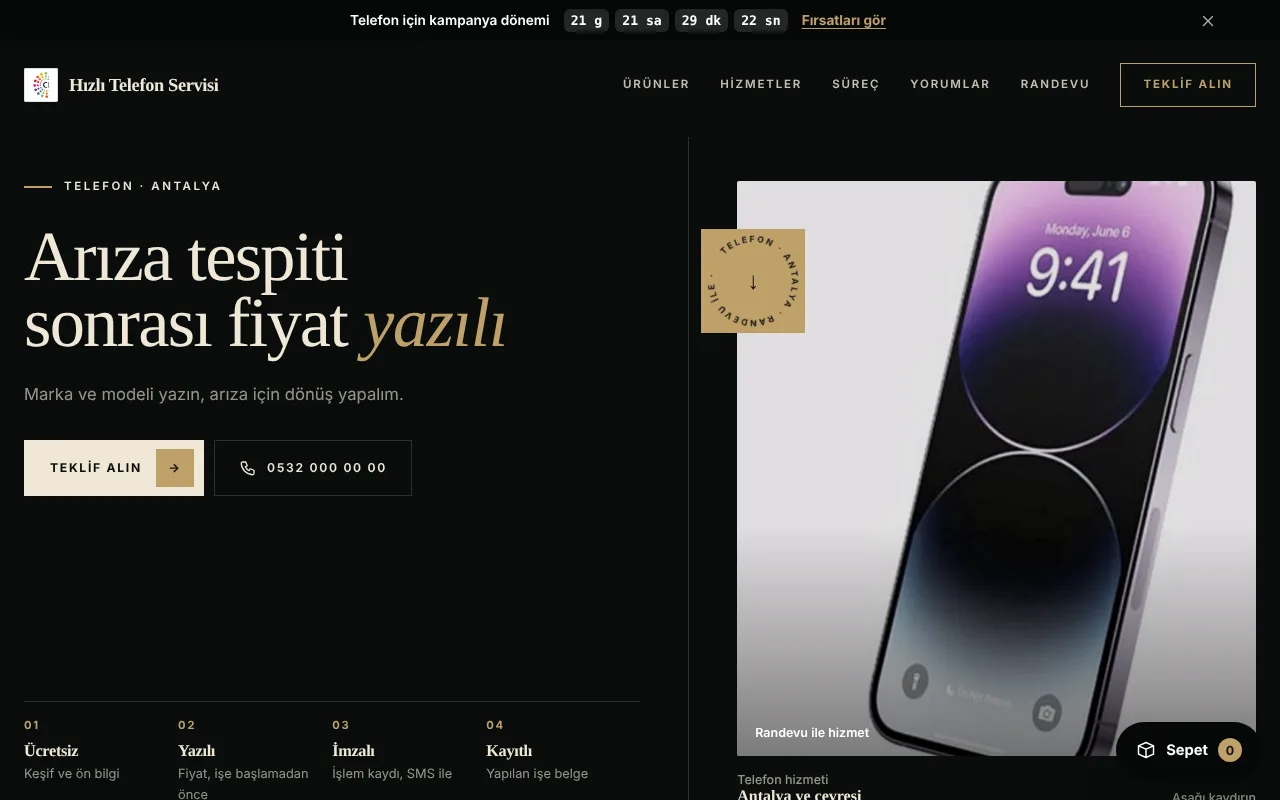 Telefon için kampanya dönemi 21 g 21 sa 29 dk 22 sn Fırsatları gör
Hızlı Telefon Servisi
ÜRÜNLER HİZMETLER SÜREÇ YORUMLAR RANDEVU TEKLİF ALIN
TELEFON · ANTALYA
Arıza tespiti
sonrası fiyat yazılı
Marka ve modeli yazın, arıza için dönüş yapalım.
TEKLİF ALIN
0532 000 00 00
TELEFON · ANTALYA · RANDEVU İLE ·
Monday, June 6
9:41
Randevu ile hizmet
01
Ücretsiz
Keşif ve ön bilgi
02
Yazılı
Fiyat, işe başlamadan
önce
03
İmzalı
İşlem kaydı, SMS ile
04
Kayıtlı
Yapılan işe belge
Sepet 0
Telefon hizmeti
Antalya ve çevresi
Aşağı kaydırın